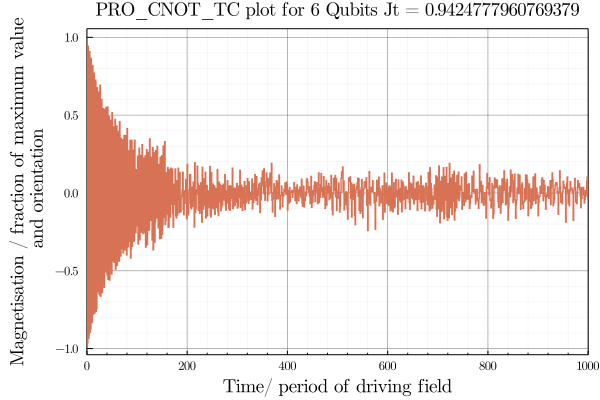 PRO_CNOT_TC plot for 6 Qubits Jt = 0.9424777960769379
Magnetisation / fraction of maximum value
and orientation
1.0
0.5
0.0
−0.5
−1.0
0 200 400 600 800 1000
Time/ period of driving field